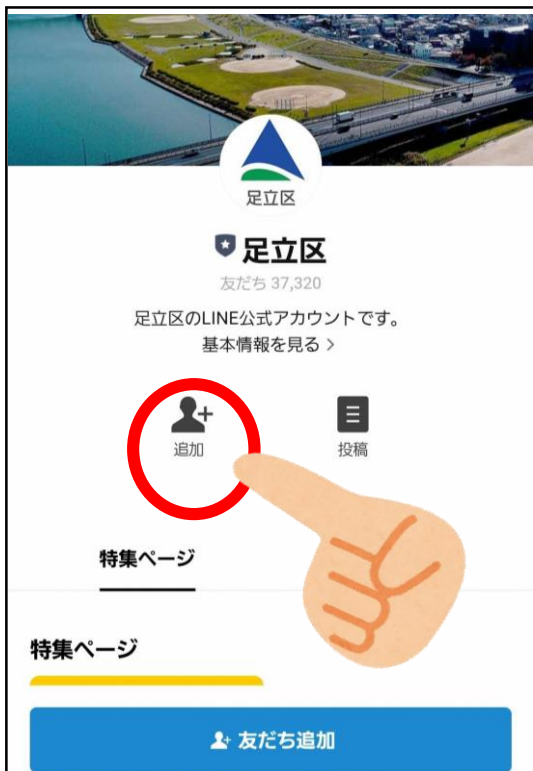 足立区
足立区
友だち 37,320
足立区のLINE公式アカウントです。
基本情報を見る >
追加
投稿
特集ページ
特集ページ
友だち追加